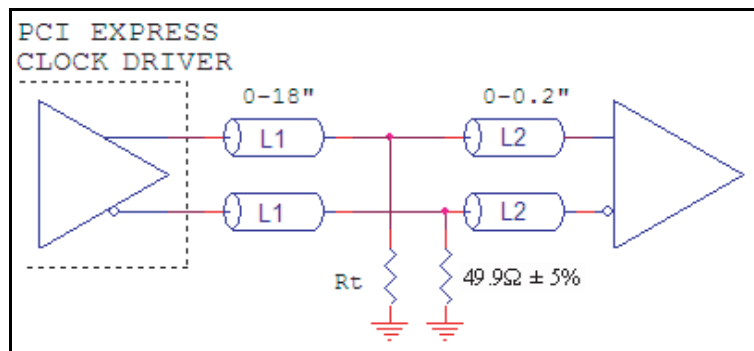 PCI EXPRESS
CLOCK DRIVER
0-18"
0-0.2"
L1
L2
L1
L2
Rt
49.9Ω ± 5%